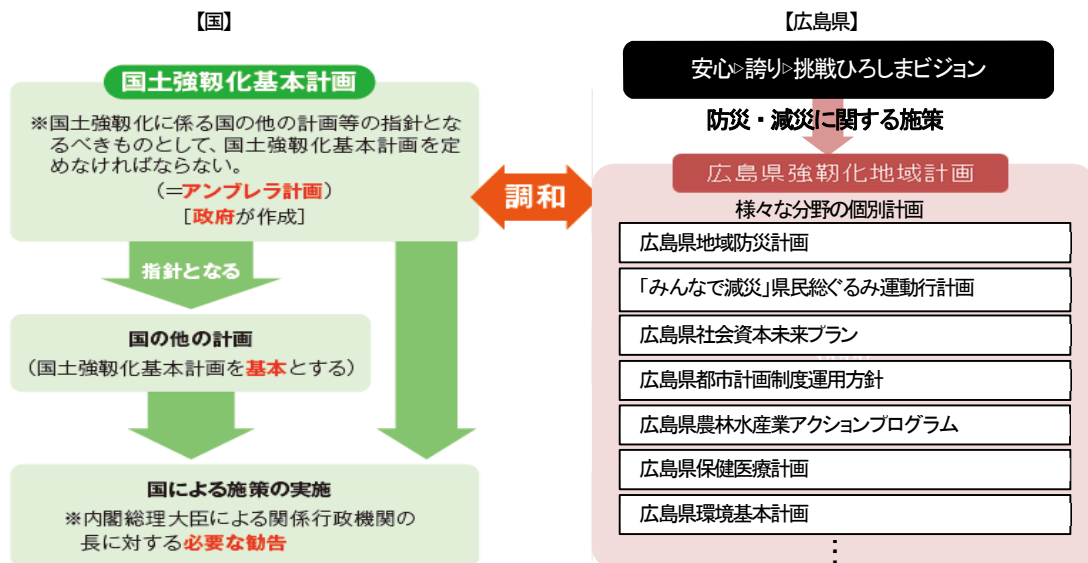 【国】
国土強靱化基本計画
※国土強靱化に係る国の他の計画等の指針とな
るべきものとして、国土強靱化基本計画を定
めなければならない。
(=アンブレラ計画)
[政府が作成]
指針となる
国の他の計画
(国土強靱化基本計画を基本とする)
国による施策の実施
※内閣総理大臣による関係行政機関の
長に対する必要な勧告
調和
【広島県】
安心▷誇り▷挑戦ひろしまビジョン
防災・減災に関する施策
広島県強靱化地域計画
様々な分野の個別計画
広島県地域防災計画
「みんなで減災」県民総ぐるみ運動行計画
広島県社会資本未来プラン
広島県都市計画制度運用方針
広島県農林水産業アクションプログラム
広島県保健医療計画
広島県環境基本計画
：